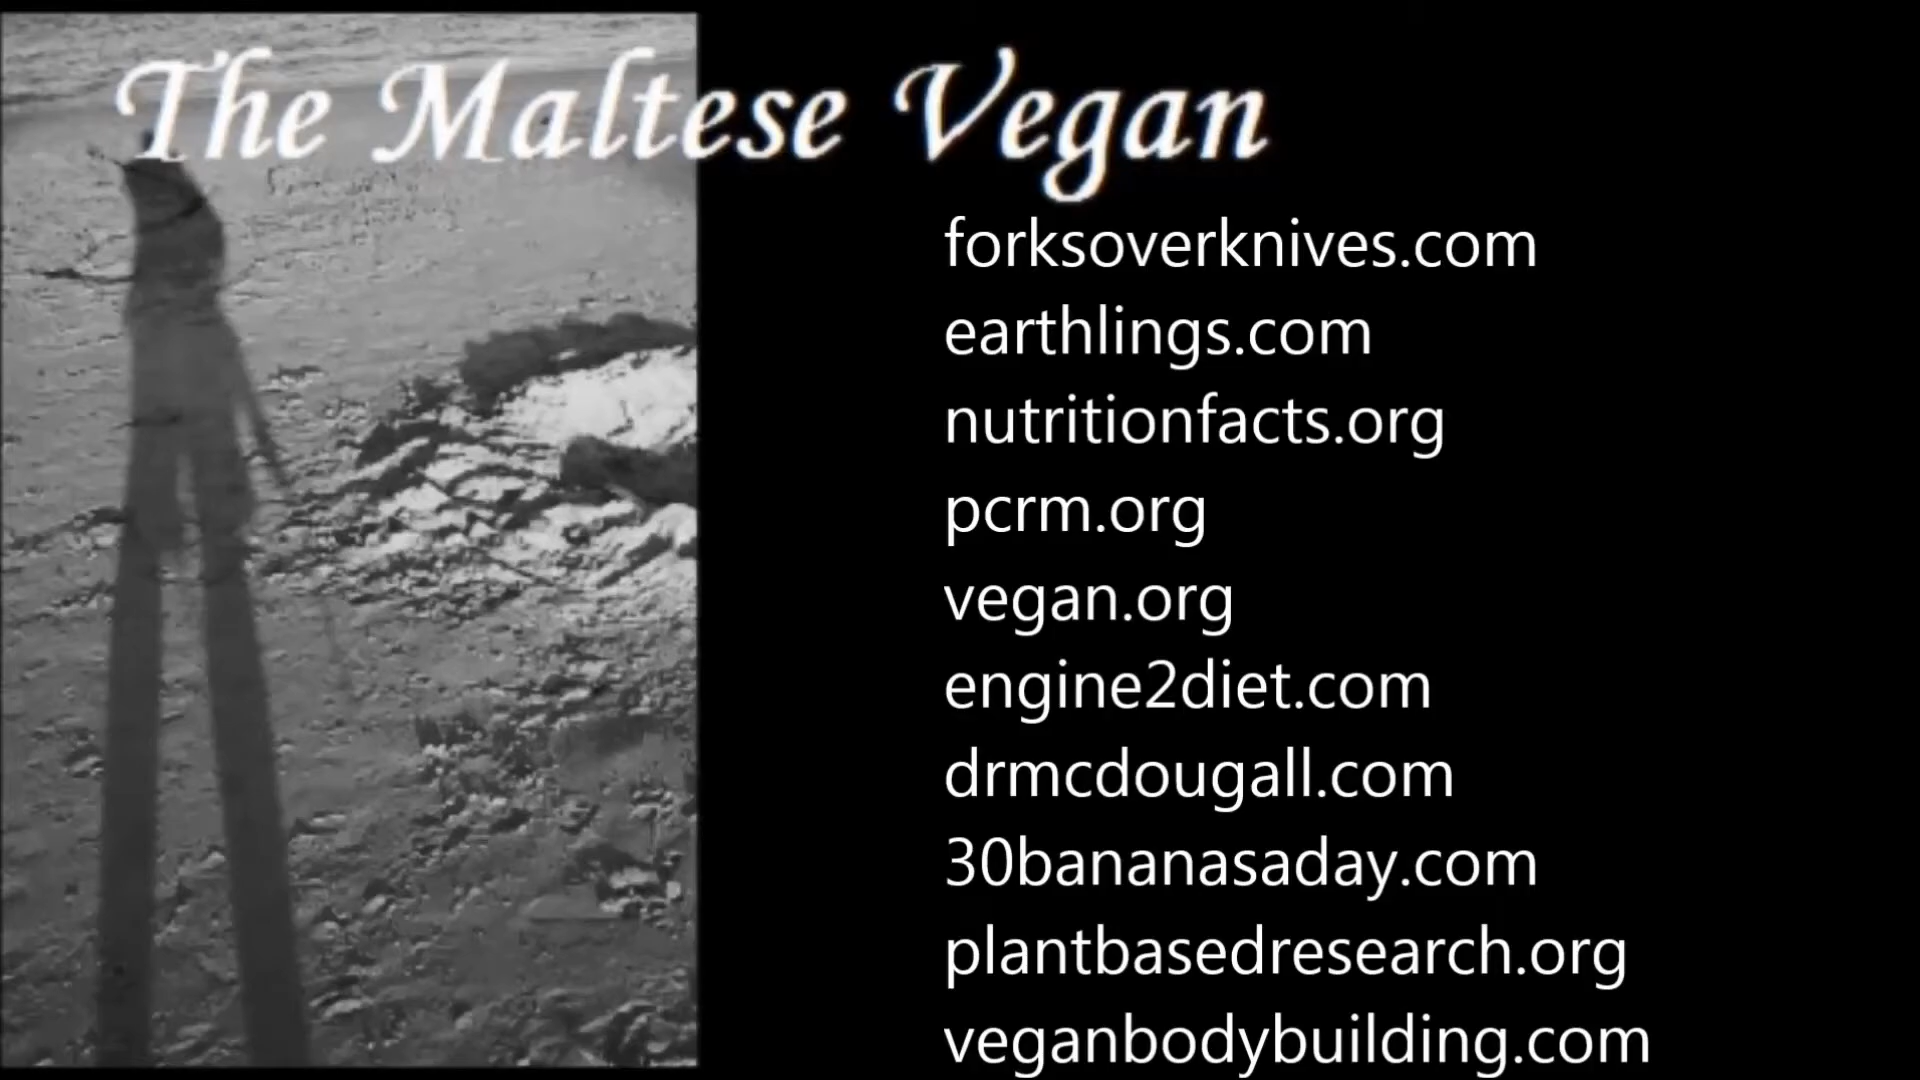 The Maltese Vegan
forksoverknives.com
earthlings.com
nutritionfacts.org
pcrm.org
vegan.org
engine2diet.com
drmcdougall.com
30bananasaday.com
plantbasedresearch.org
veganbodybuilding.com